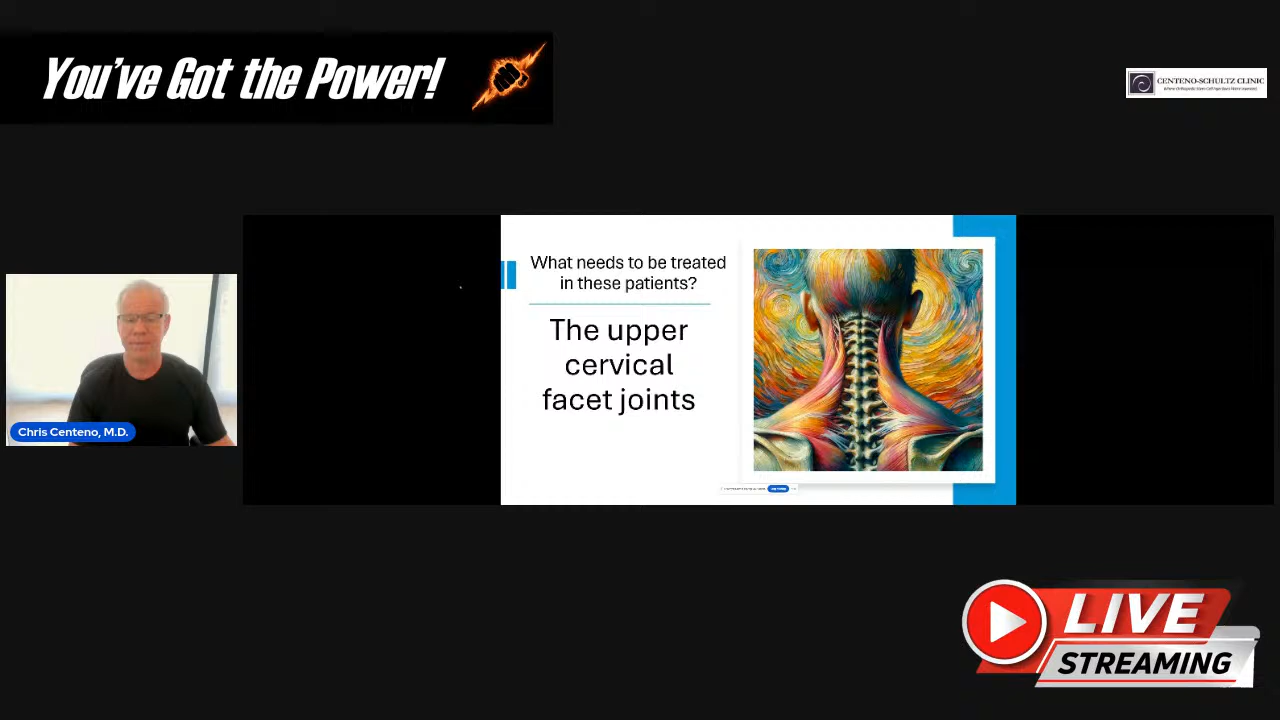 You've Got the Power!
CENTENO-SCHULTZ CLINIC
What needs to be treated
in these patients?
The upper
cervical
facet joints
Chris Centeno, M.D.
LIVE
STREAMING